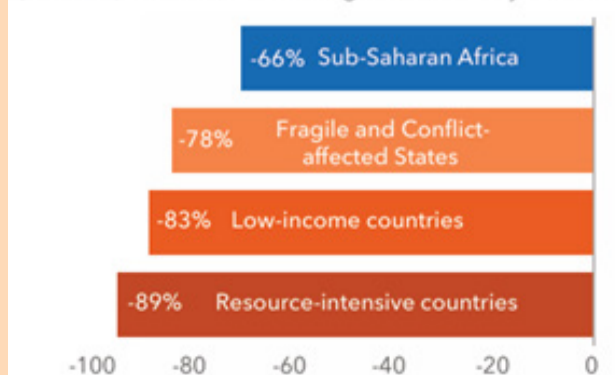 -66% Sub-Saharan Africa
-78% Fragile and Conflict-
affected States
-83% Low-income countries
-89% Resource-intensive countries
-100 -80 -60 -40 -20 0